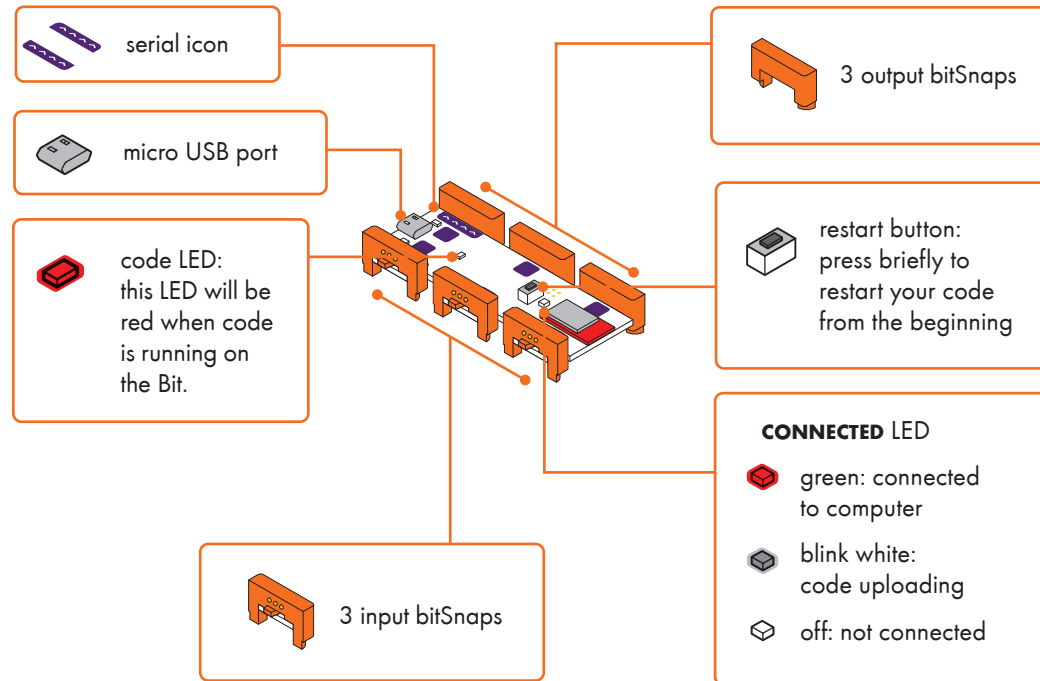 serial icon
micro USB port
code LED:
this LED will be
red when code
is running on
the Bit.
3 output bitSnaps
restart button:
press briefly to
restart your code
from the beginning
CONNECTED LED
green: connected
to computer
blink white:
code uploading
off: not connected
3 input bitSnaps